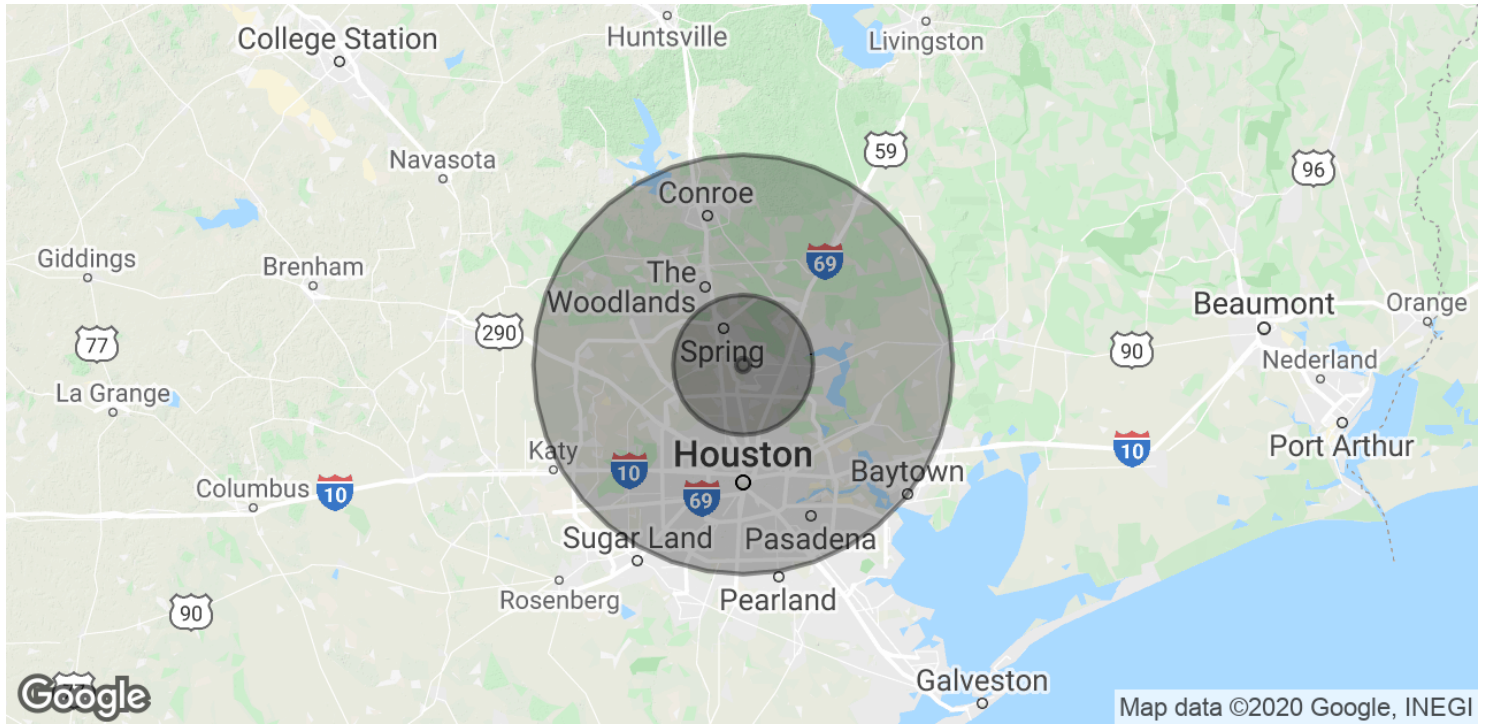 College Station
Huntsville
Livingston
Navasota
59
96
Conroe
Giddings
Brenham
69
The
Woodlands
Beaumont
Orange
77
290
Spring
90
Nederland
La Grange
Katy
Houston
10
Port Arthur
10
Baytown
Columbus
10
69
Sugar Land
Pasadena
Rosenberg
Pearland
90
Galveston
Google
Map data ©2020 Google, INEGI